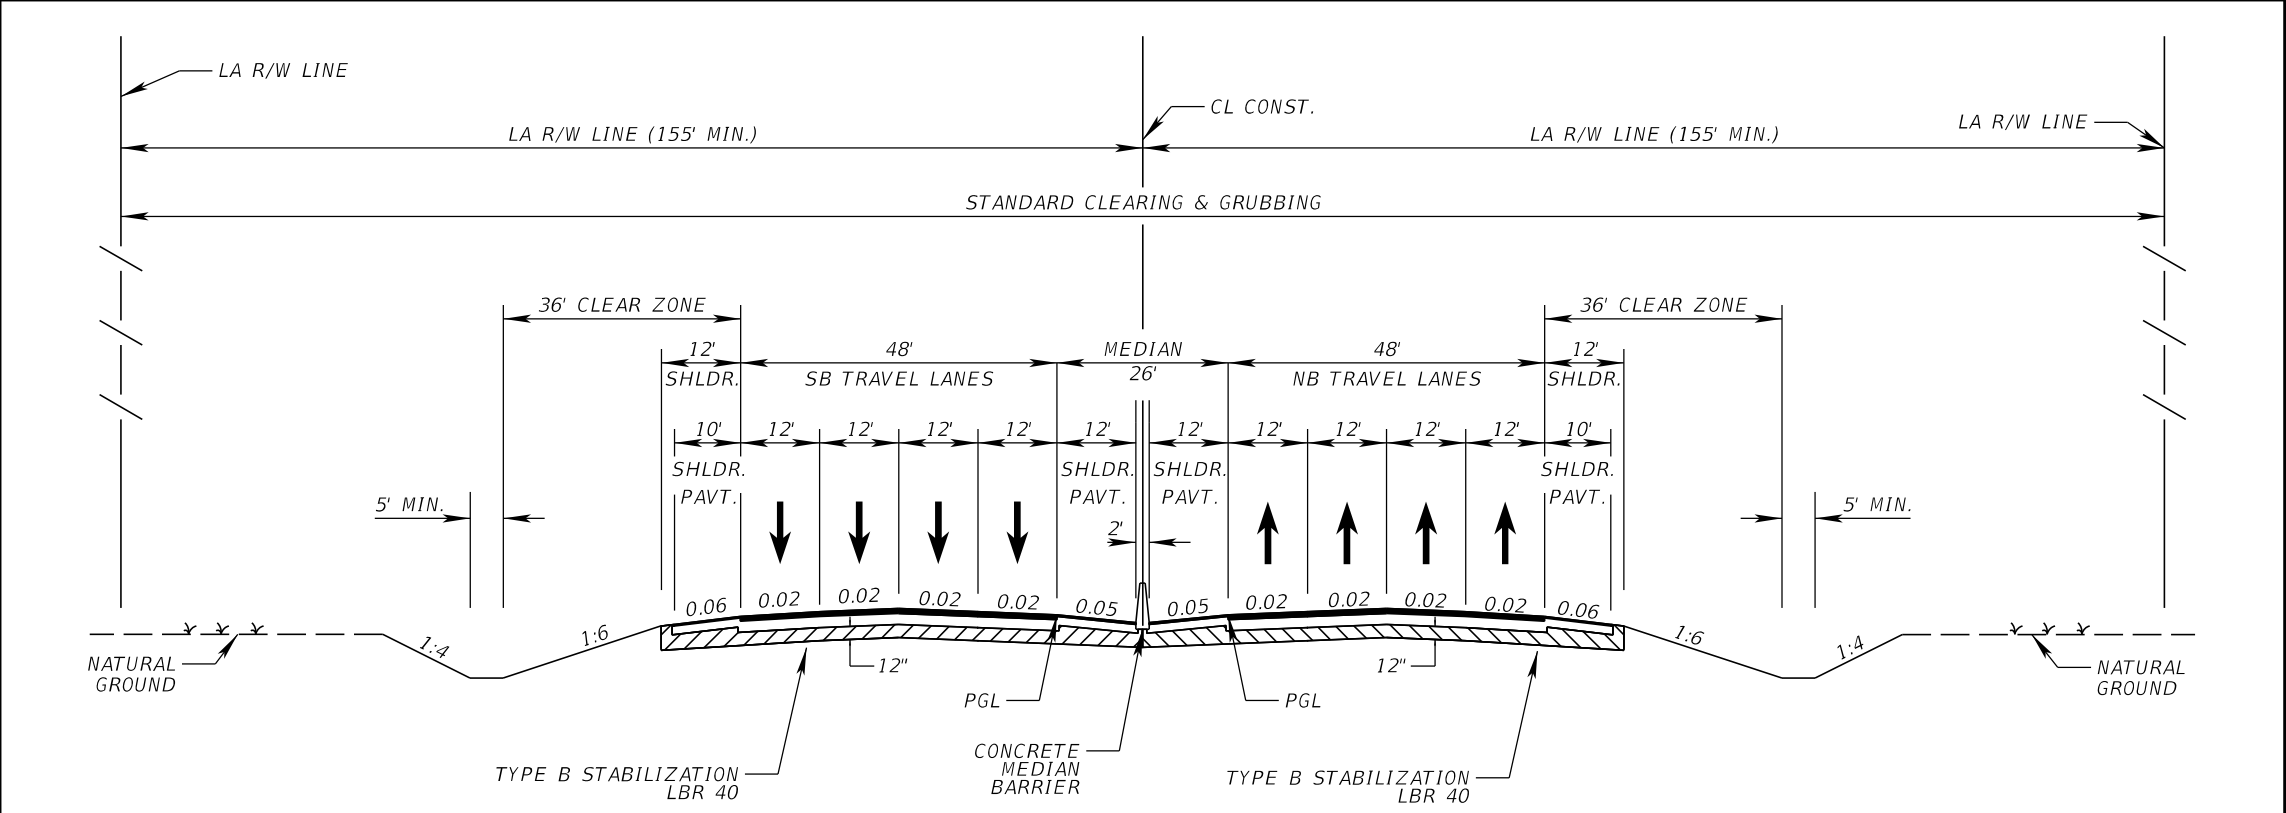 LA R/W LINE
CL CONST.
LA R/W LINE
LA R/W LINE (155' MIN.)
LA R/W LINE (155' MIN.)
STANDARD CLEARING & GRUBBING
36' CLEAR ZONE
36' CLEAR ZONE
12'
48'
MEDIAN
48'
12'
SHLDR.
SB TRAVEL LANES
26'
NB TRAVEL LANES
SHLDR.
10'
12'
12'
12'
12'
12'
12'
12'
12'
12'
12'
10'
SHLDR.
PAVT.
SHLDR.
PAVT.
SHLDR.
PAVT.
SHLDR.
PAVT.
5' MIN.
5' MIN.
2'
0.06
0.02
0.02
0.02
0.02
0.05
0.05
0.02
0.02
0.02
0.02
0.06
1:4
1:6
1:6
1:4
NATURAL
GROUND
12"
12"
NATURAL
GROUND
PGL
PGL
CONCRETE
MEDIAN
BARRIER
TYPE B STABILIZATION
LBR 40
TYPE B STABILIZATION
LBR 40